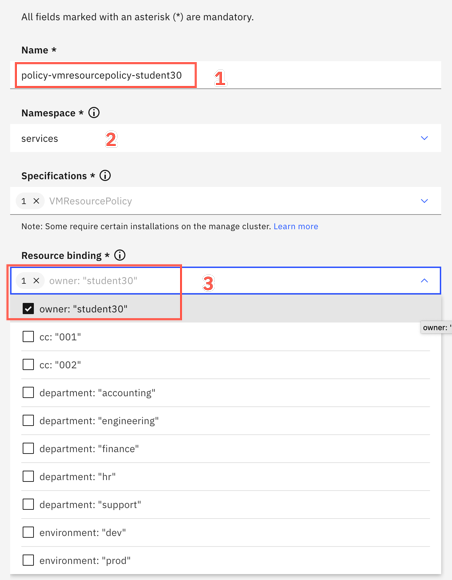 All fields marked with an asterisk (*) are mandatory.
Name *
policy-vmresourcepolicy-student30
1
Namespace *
services
2
Specifications *
1 × VMResourcePolicy
Note: Some require certain installations on the manage cluster. Learn more
Resource binding *
1 × owner: "student30"
3
owner: "student30"
owner: "
cc: "001"
cc: "002"
department: "accounting"
department: "engineering"
department: "finance"
department: "hr"
department: "support"
environment: "dev"
environment: "prod"